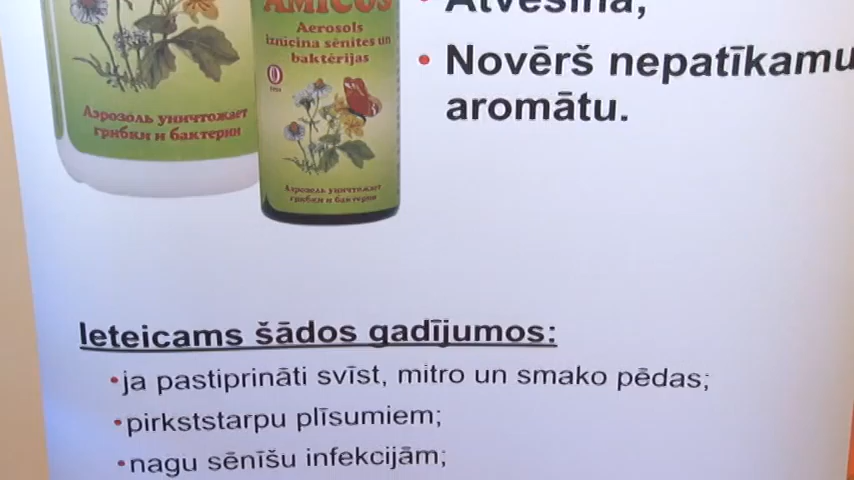 Аэрозоль уничтожает
грибки и бактерии
AMICUS
Aerosols
iznīcina sēnītes un
baktērijas
Аэрозоль уничтожает
грибки и бактерии
• Atvēsina;
• Novērš nepatīkamu
aromātu.
Ieteicams šādos gadījumos:
•ja pastiprināti svīst, mitro un smako pēdas;
•pirkststarpu plīsumiem;
•nagu sēnīšu infekcijām;